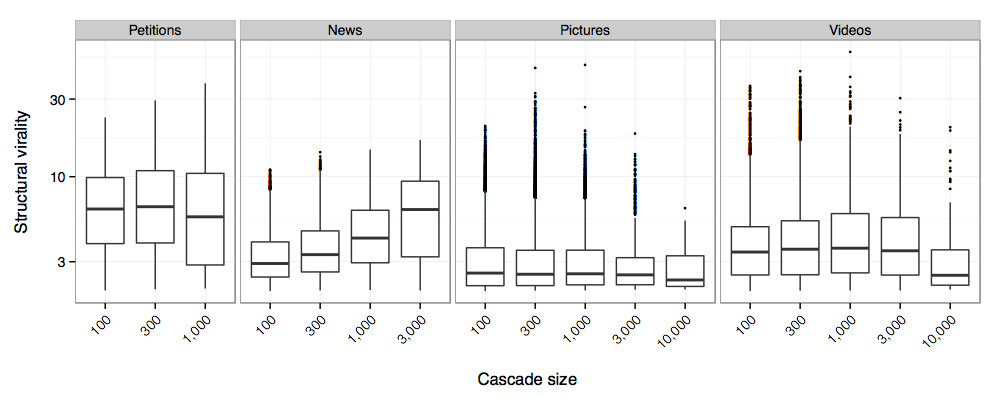 Petitions News Pictures Videos
Structural virality
30
10
3
100 300 1,000 100 300 1,000 3,000 100 300 1,000 3,000 10,000 100 300 1,000 3,000 10,000
Cascade size